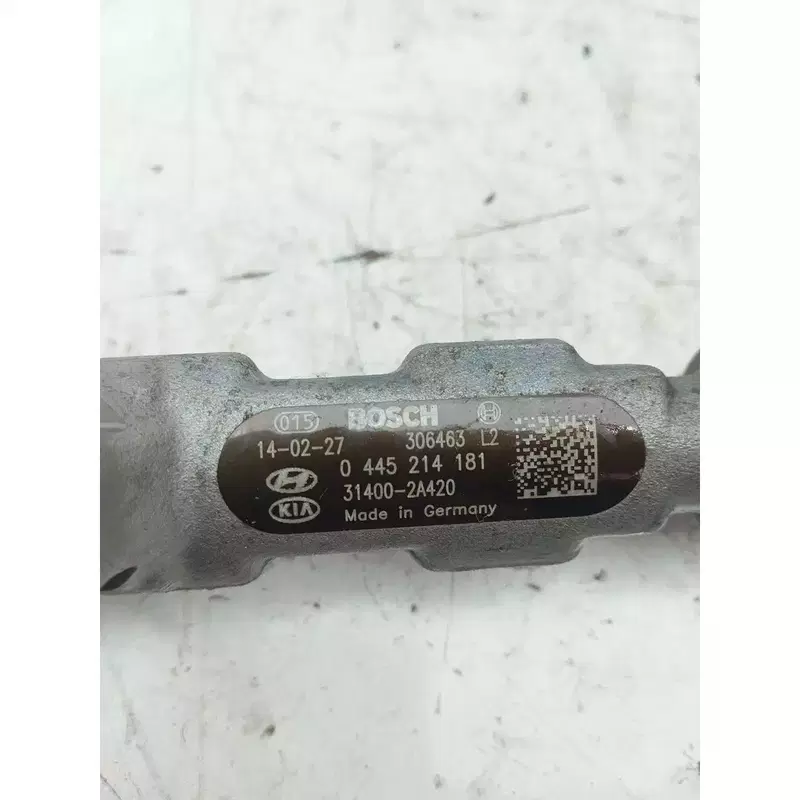 015 BOSCH
14-02-27 306463 L2
0 445 214 181
31400-2A420
KIA Made in Germany